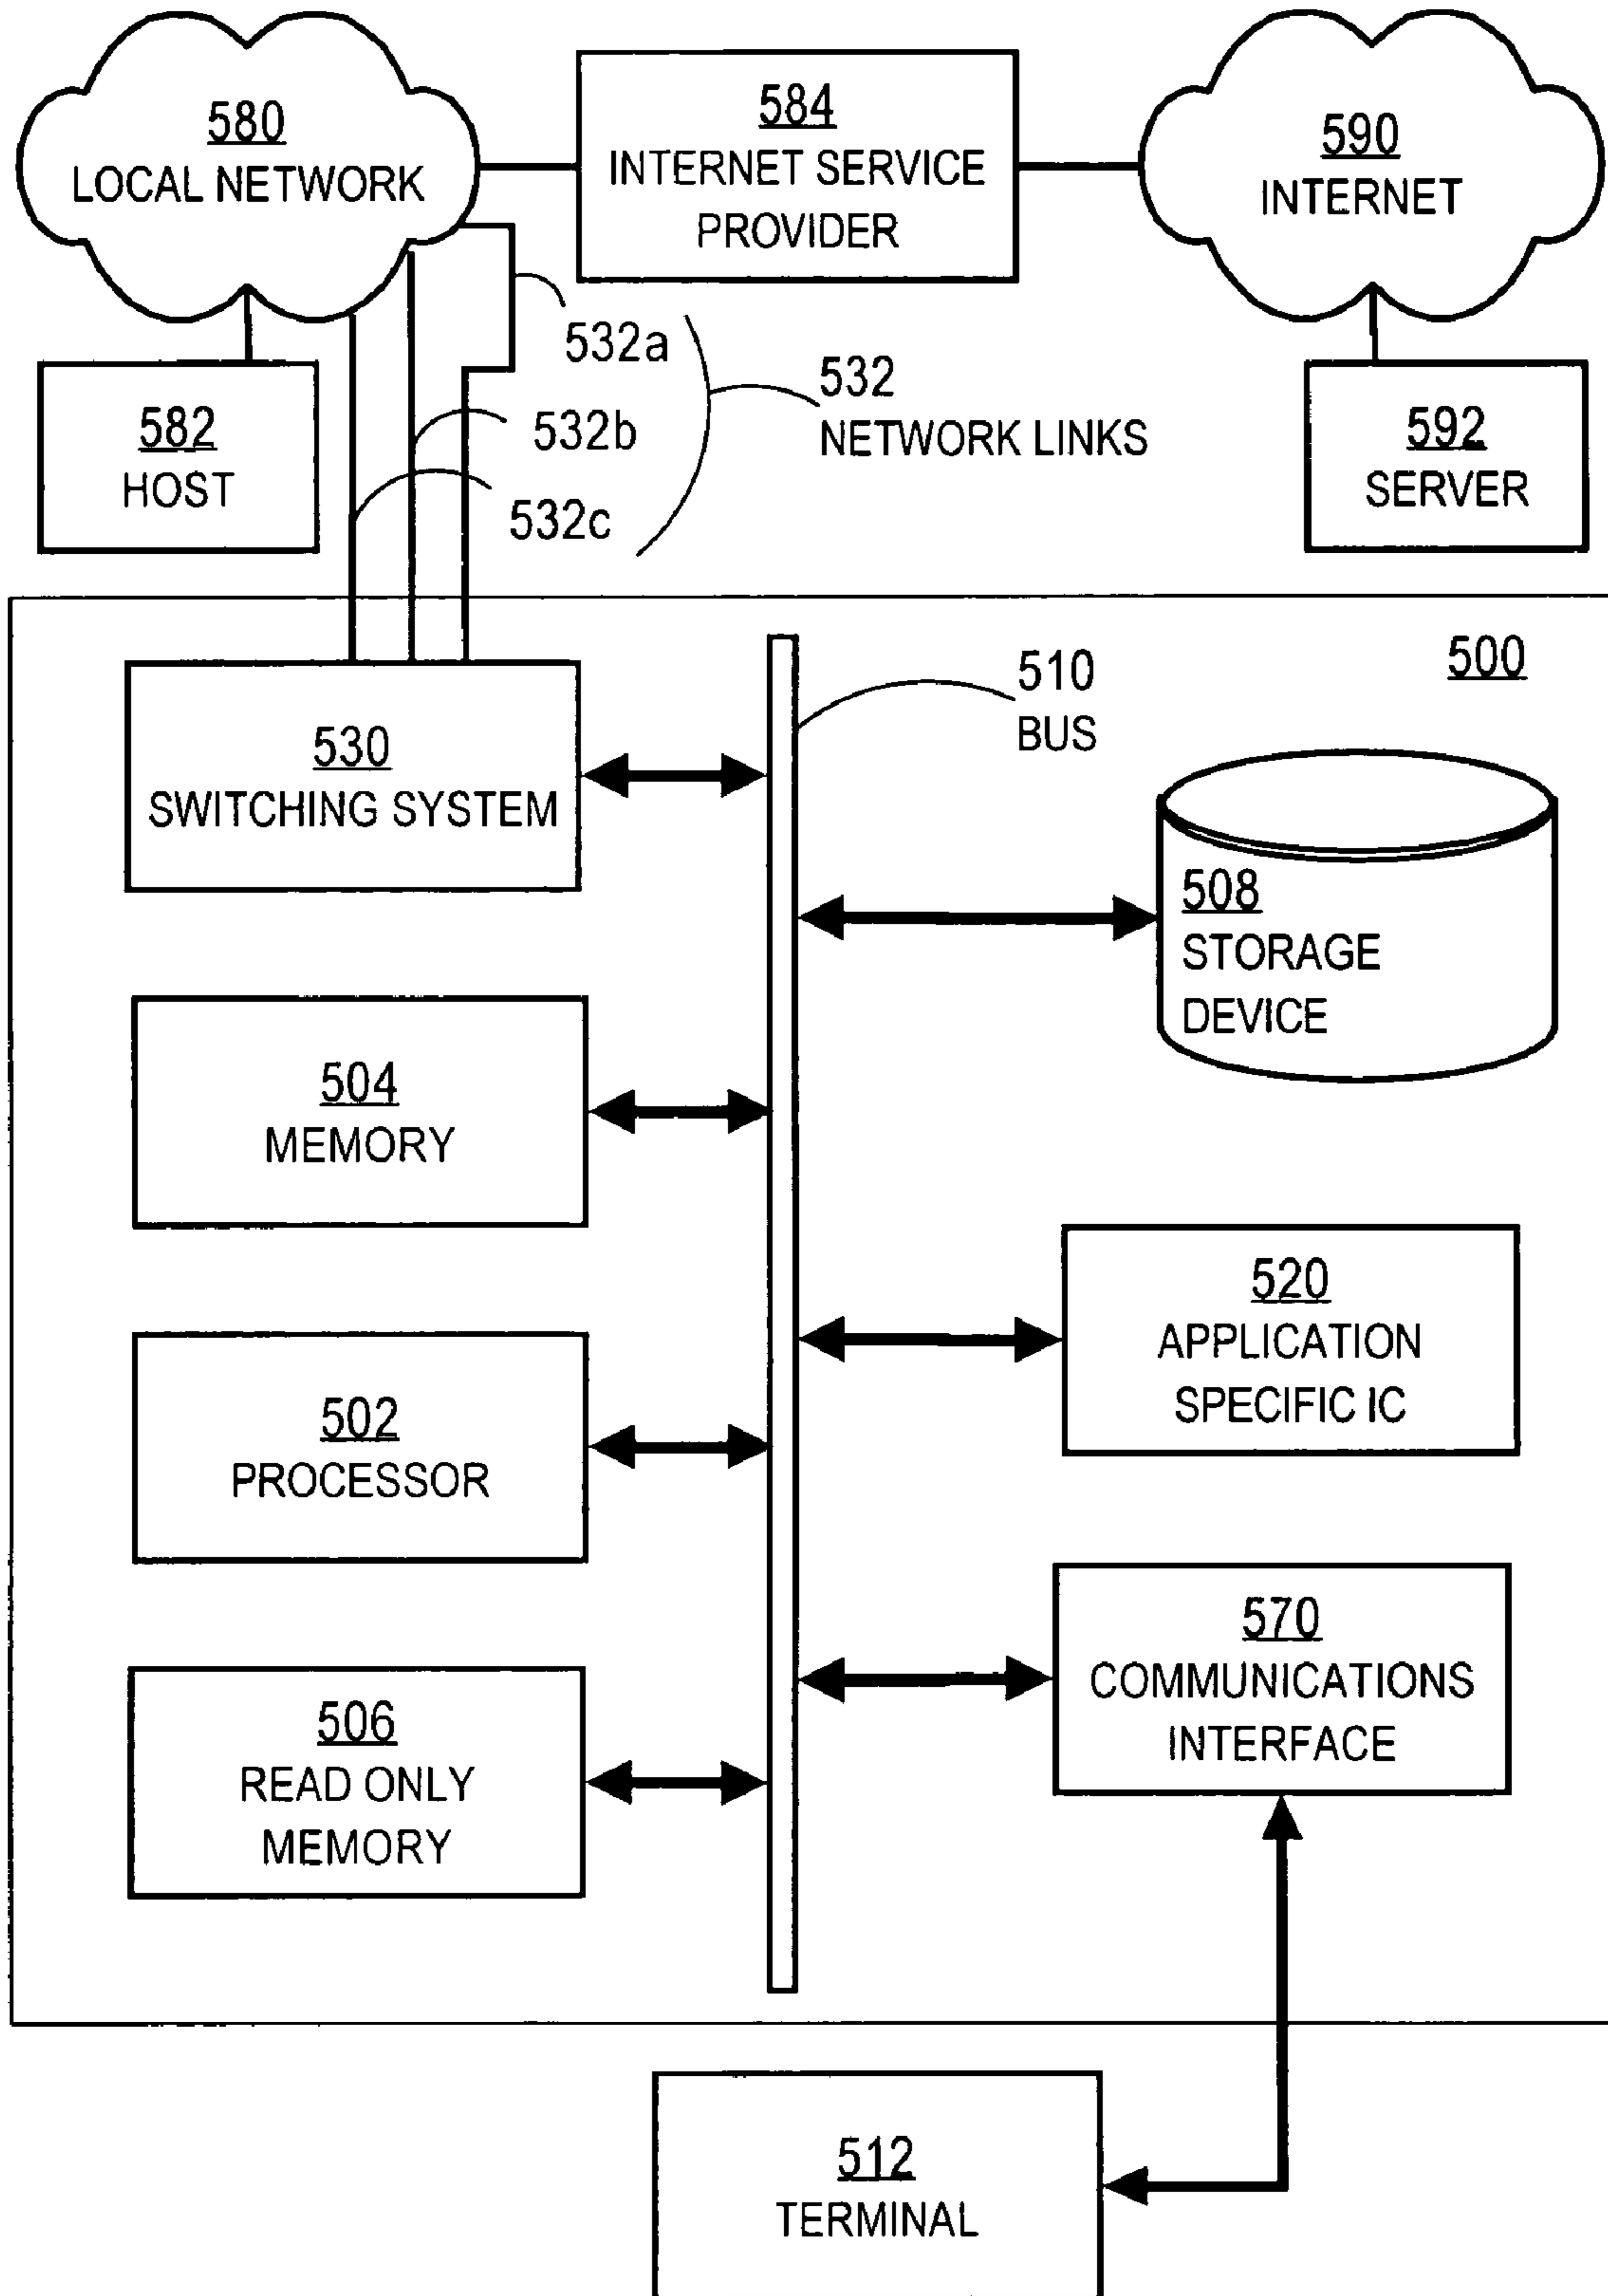 580
LOCAL NETWORK
584
INTERNET SERVICE
PROVIDER
590
INTERNET
532a
532b
532c
532
NETWORK LINKS
582
HOST
592
SERVER
500
530
SWITCHING SYSTEM
510
BUS
508
STORAGE
DEVICE
504
MEMORY
520
APPLICATION
SPECIFIC IC
502
PROCESSOR
570
COMMUNICATIONS
INTERFACE
506
READ ONLY
MEMORY
512
TERMINAL